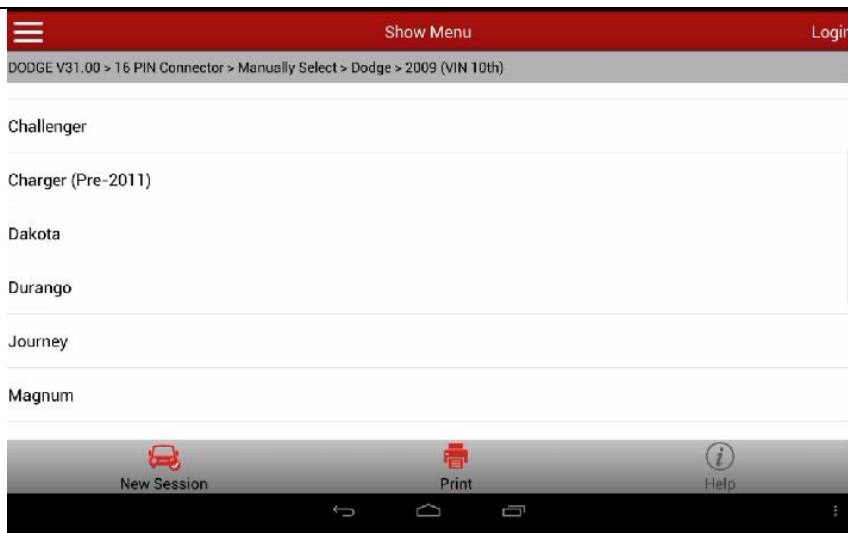 Show Menu
Login
DODGE V31.00 > 16 PIN Connector > Manually Select > Dodge > 2009 (VIN 10th)
Challenger
Charger (Pre-2011)
Dakota
Durango
Journey
Magnum
New Session
Print
Help